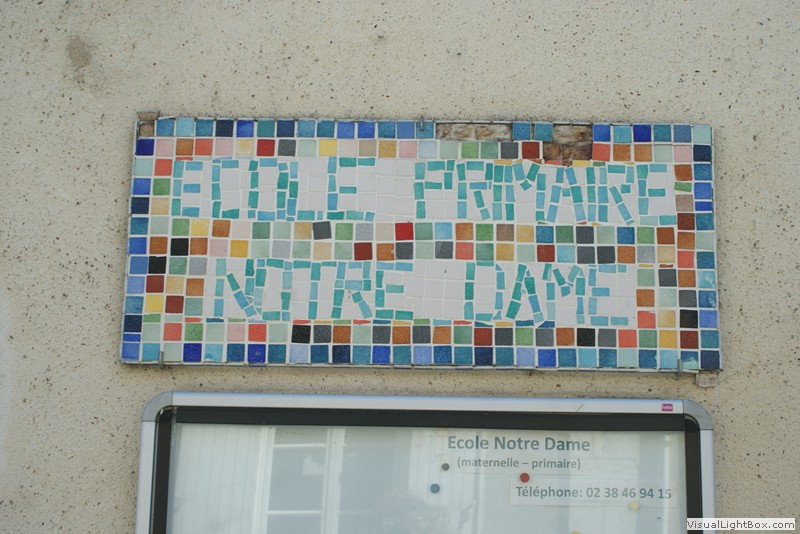 ECOLE PRIMAIRE
NOTRE DAME
Ecole Notre Dame
(maternelle – primaire)
Téléphone: 02 38 46 94 15
VisualLightBox.com